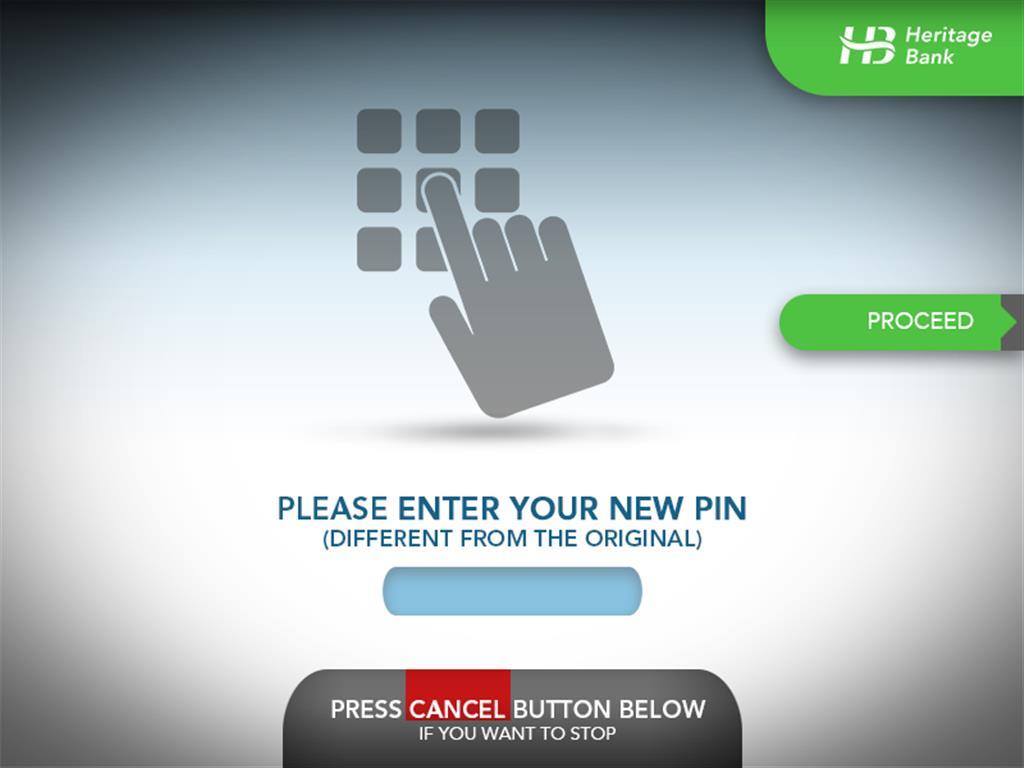 Heritage
Bank
PROCEED
PLEASE ENTER YOUR NEW PIN
(DIFFERENT FROM THE ORIGINAL)
PRESS CANCEL BUTTON BELOW
IF YOU WANT TO STOP